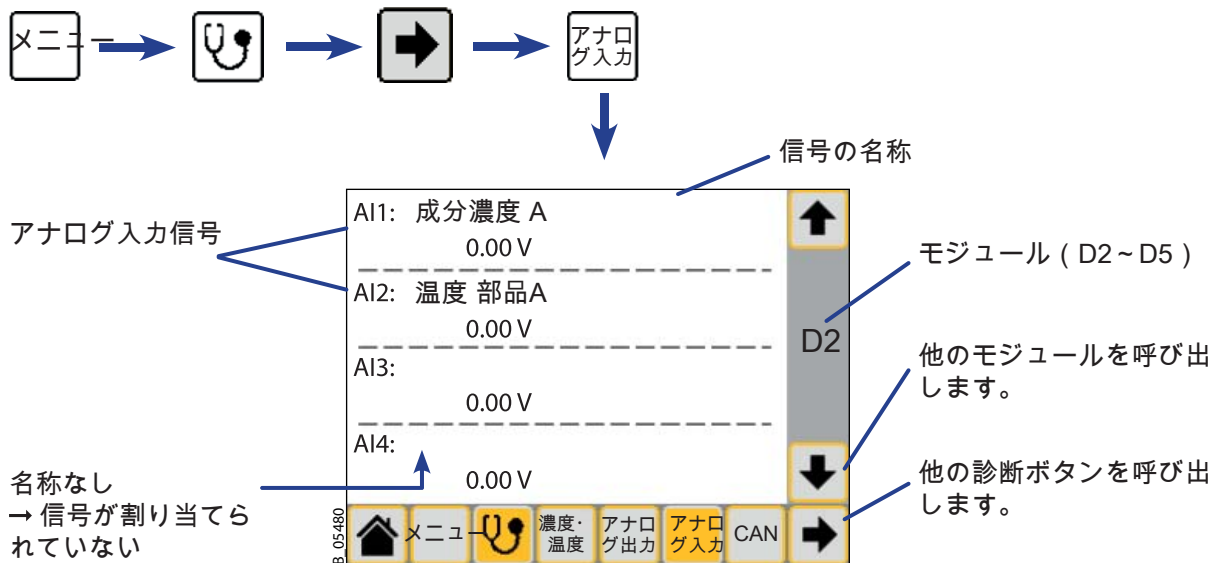 メニュー
アナロ
グ入力
信号の名称
アナログ入力信号
AI1: 成分濃度 A
0.00 V
AI2: 温度 部品A
0.00 V
AI3:
0.00 V
AI4:
0.00 V
D2
モジュール（D2～D5）
他のモジュールを呼び出
します。
他の診断ボタンを呼び出
します。
名称なし
→ 信号が割り当てら
れていない
B_05480
メニュー
濃度・
温度
アナロ
グ出力
アナロ
グ入力
CAN